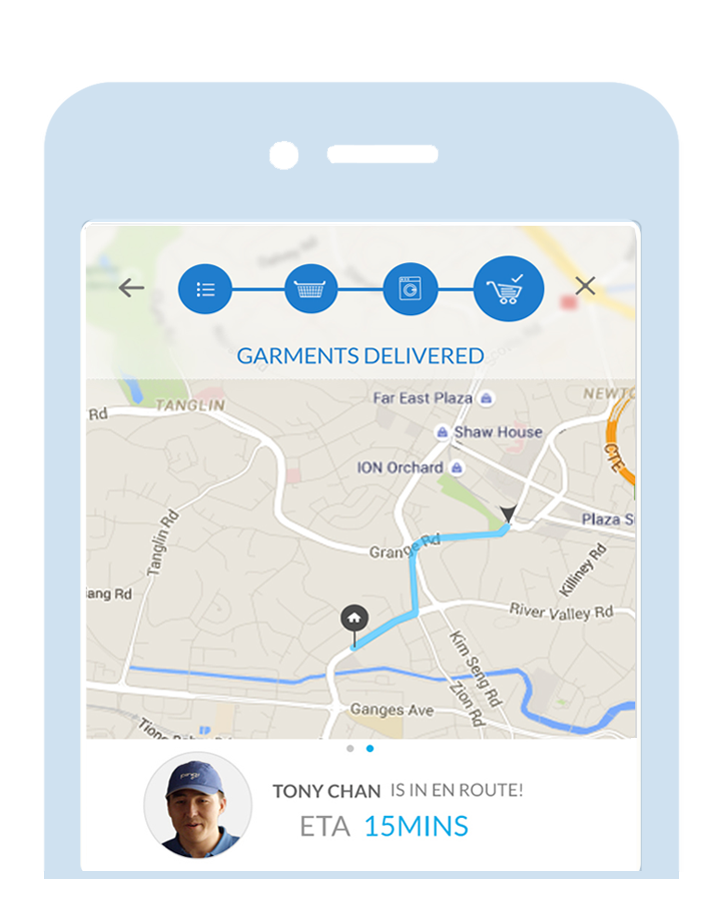 GARMENTS DELIVERED
TANGLIN
NEWTO
Rd
Far East Plaza
Shaw House
ION Orchard
CTE
Plaza S
Tanglin Rd
Grange Rd
Killiney Rd
iang Rd
River Valley Rd
Kim Seng Rd
Zion Rd
Ganges Ave
TONY CHAN IS IN EN ROUTE!
ETA 15MINS